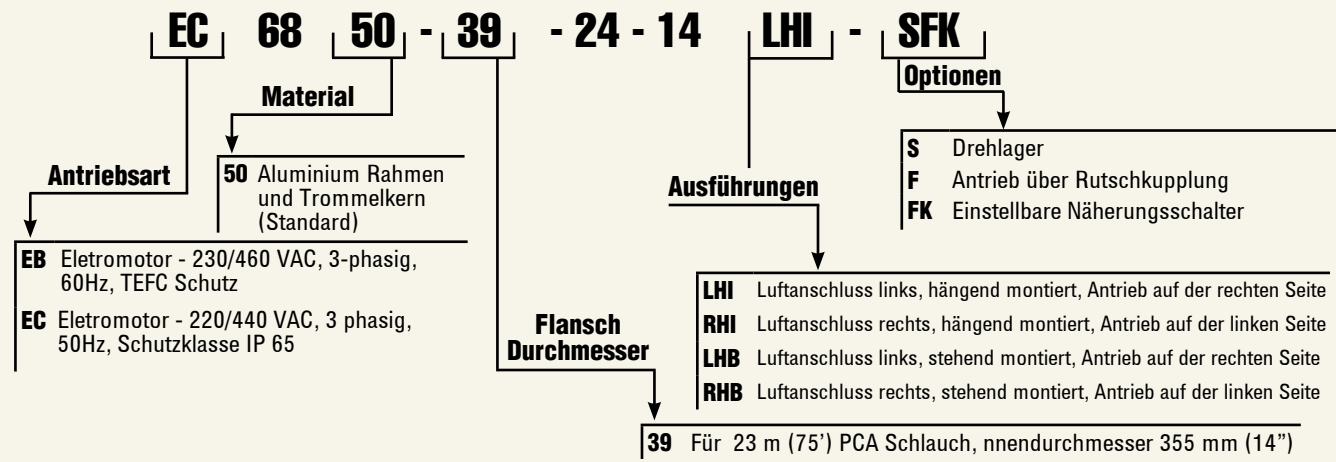 EC 68 50 - 39 - 24 - 14 LHI - SFK
Optionen
S Drehlager
F Antrieb über Rutschkupplung
FK Einstellbare Näherungsschalter
Material
50 Aluminium Rahmen
und Trommelkern
(Standard)
Antriebsart
EB Eletromotor - 230/460 VAC, 3-phasig,
60Hz, TEFC Schutz
EC Eletromotor - 220/440 VAC, 3 phasig,
50Hz, Schutzklasse IP 65
Ausführungen
LHI Luftanschluss links, hängend montiert, Antrieb auf der rechten Seite
RHI Luftanschluss rechts, hängend montiert, Antrieb auf der linken Seite
LHB Luftanschluss links, stehend montiert, Antrieb auf der rechten Seite
RHB Luftanschluss rechts, stehend montiert, Antrieb auf der linken Seite
Flansch
Durchmesser
39 Für 23 m (75') PCA Schlauch, nnendurchmesser 355 mm (14”)